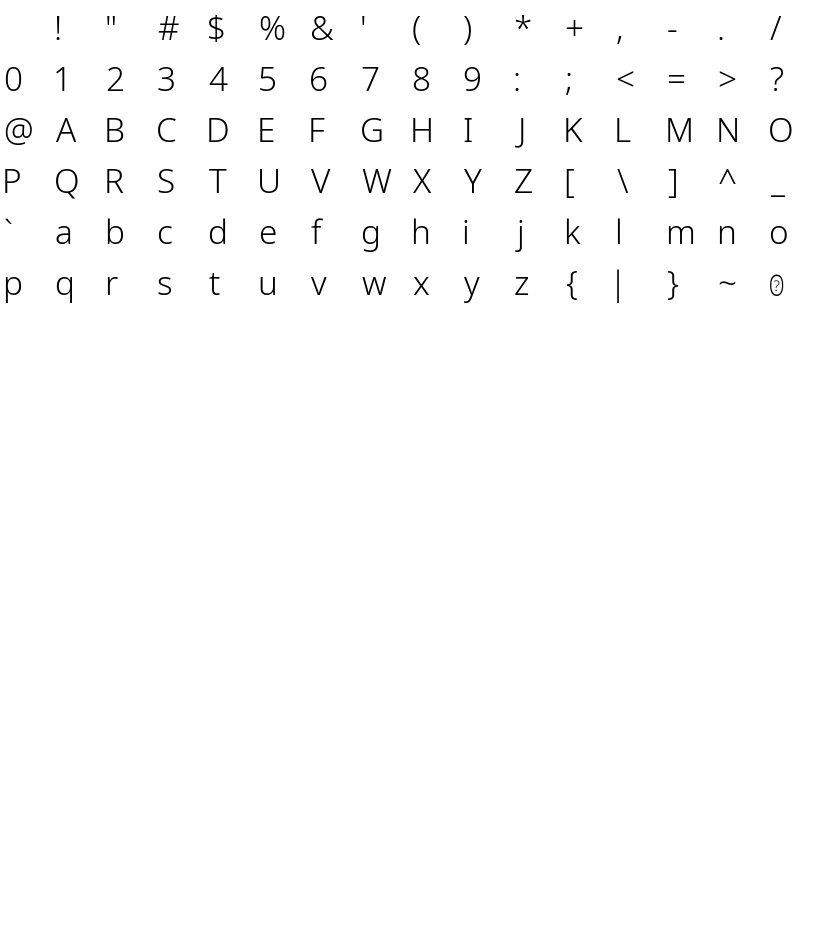 ! " # $ % & ' ( ) * + , - . /
0 1 2 3 4 5 6 7 8 9 : ; < = > ?
@ A B C D E F G H I J K L M N O
P Q R S T U V W X Y Z [ \ ] ^ _
` a b c d e f g h i j k l m n o
p q r s t u v w x y z { | } ~ ?